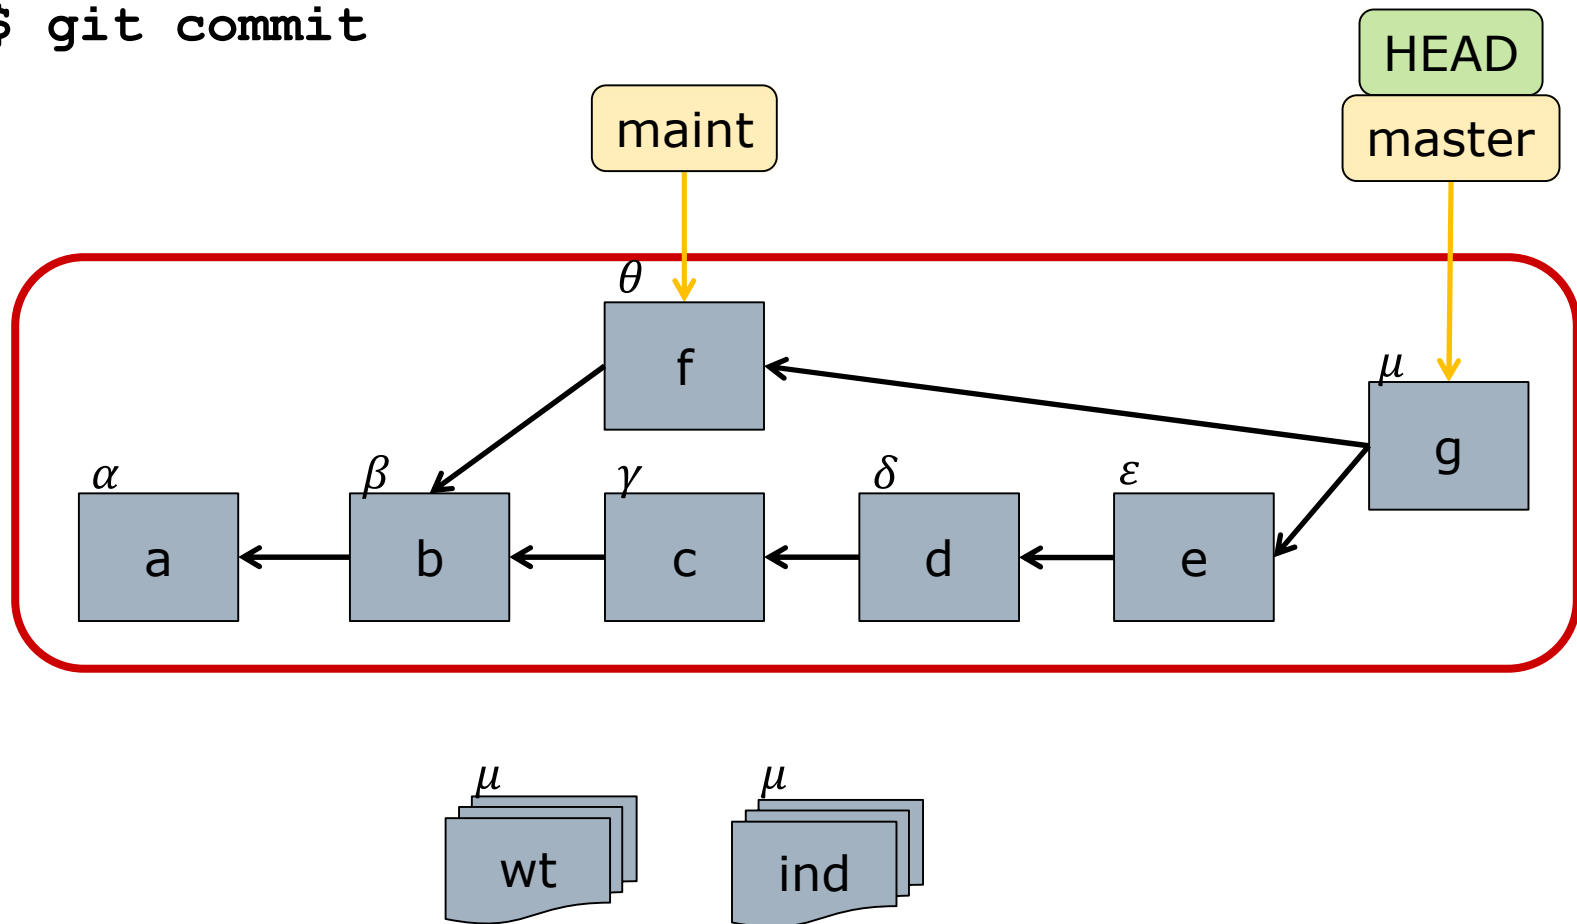 $ git commit
HEAD
maint
master
θ
f
μ
g
α
β
γ
δ
ε
a
b
c
d
e
μ
μ
wt
ind